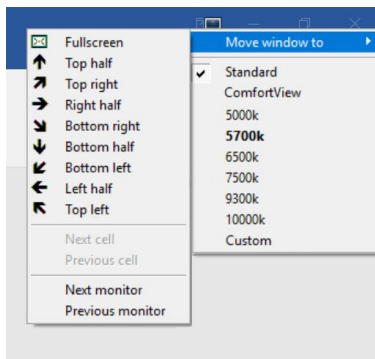 Move window to
Standard
ComfortView
5000k
5700k
6500k
7500k
9300k
10000k
Custom
Fullscreen
Top half
Top right
Right half
Bottom right
Bottom half
Bottom left
Left half
Top left
Next cell
Previous cell
Next monitor
Previous monitor